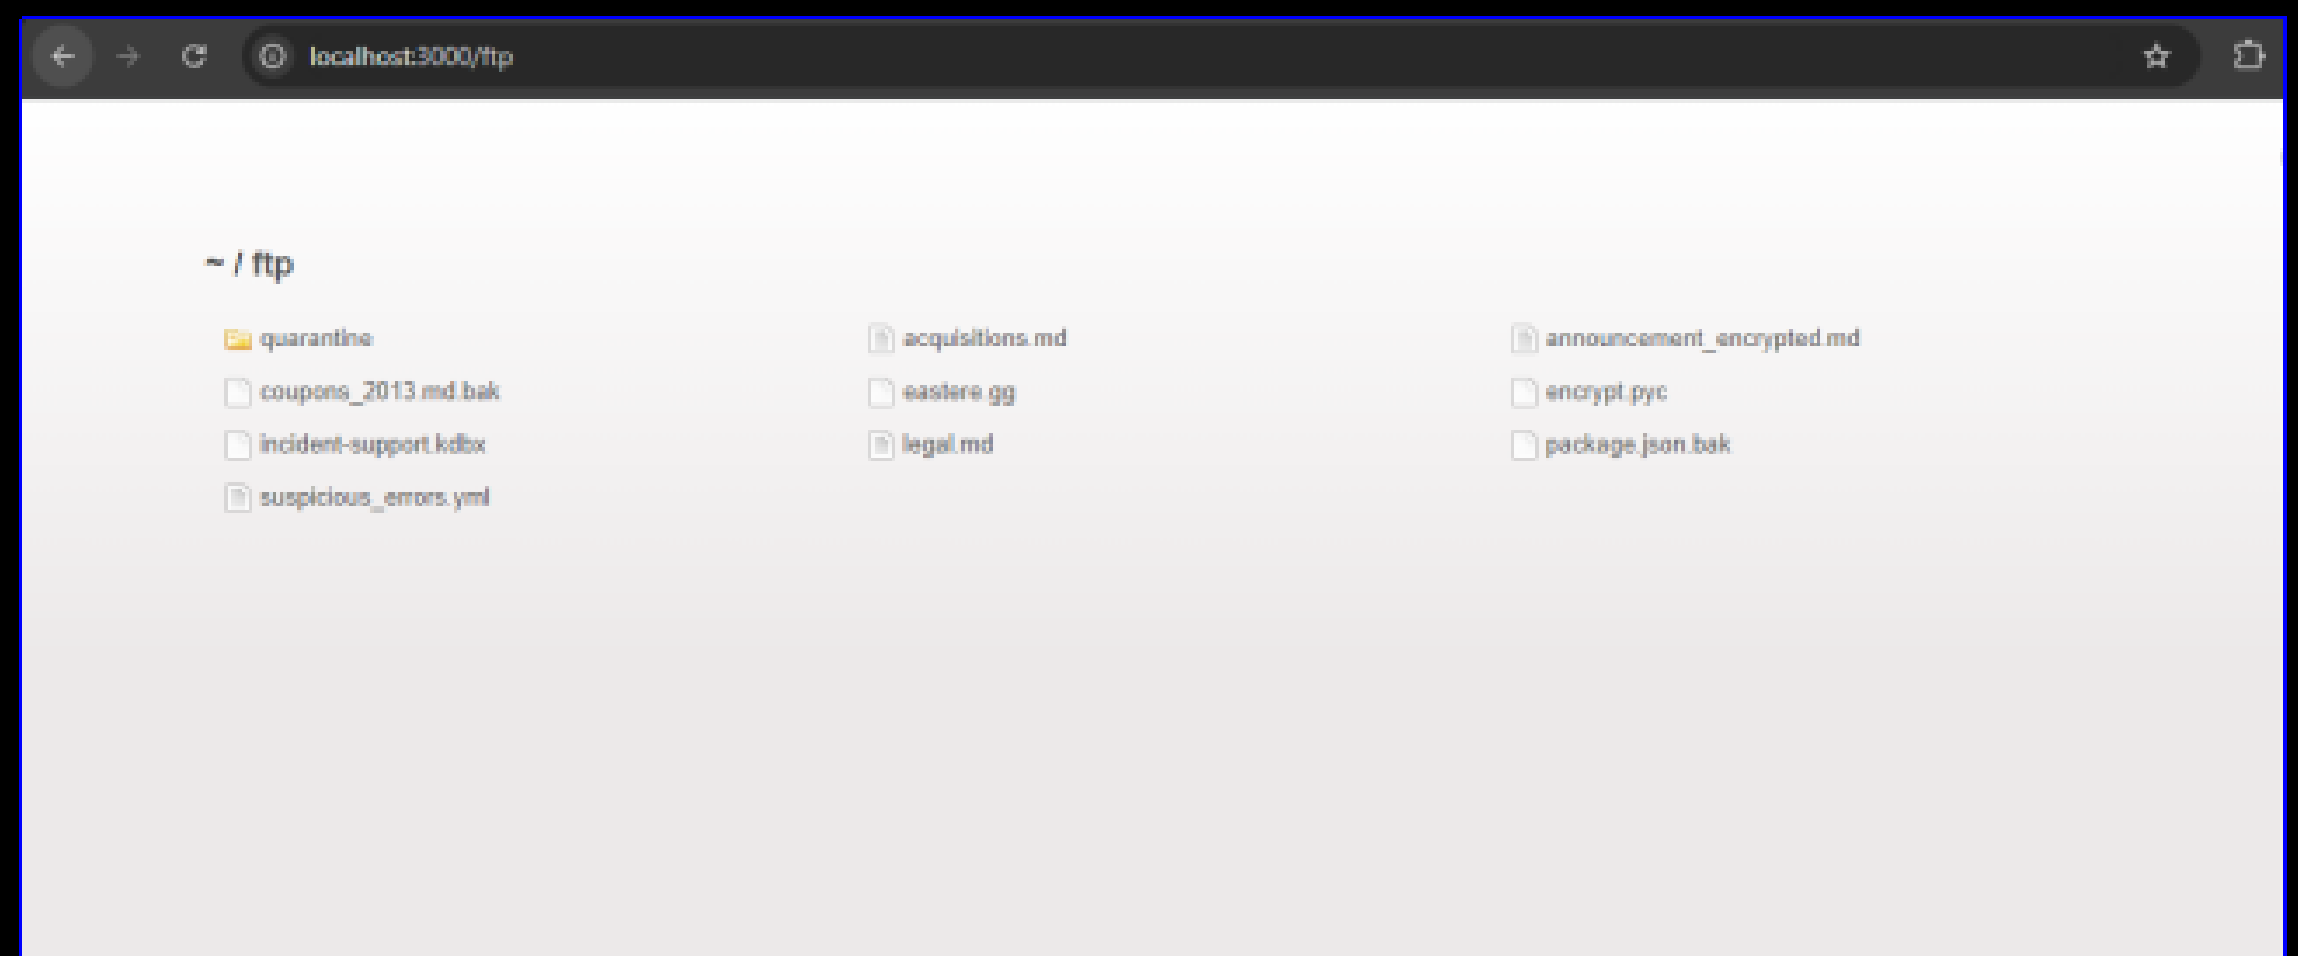 localhost:3000/ftp
~ / ftp
quarantine acquisitions.md announcement_encrypted.md
coupons_2013.md.bak eastere.gg encrypt.pyc
incident-support.kdbx legal.md package.json.bak
suspicious_errors.yml